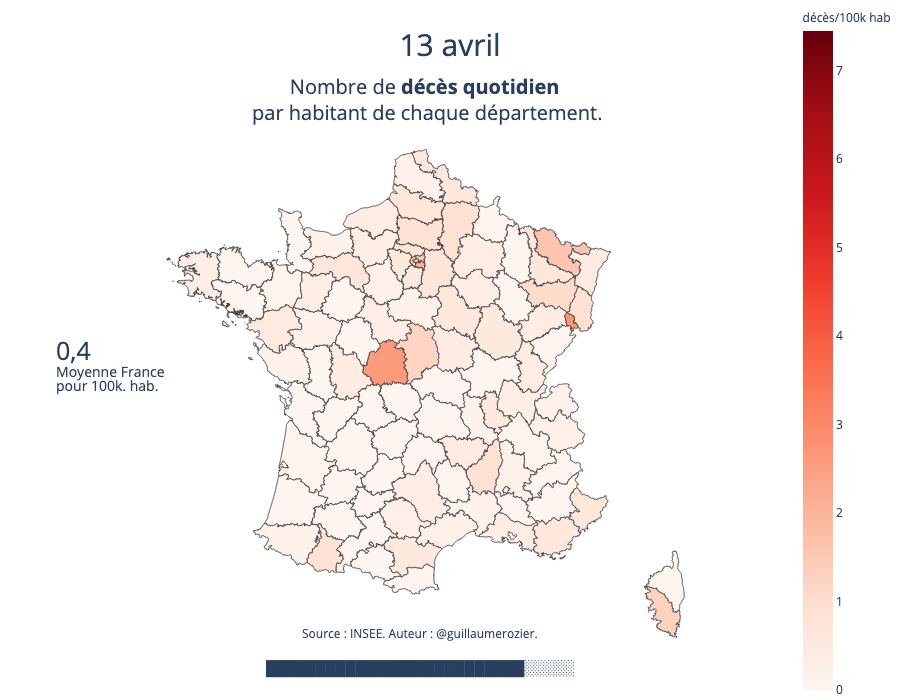 décès/100k hab
13 avril
Nombre de décès quotidien
par habitant de chaque département.
7
6
5
4
3
2
1
0
0,4
Moyenne France
pour 100k. hab.
Source : INSEE. Auteur : @guillaumerozier.